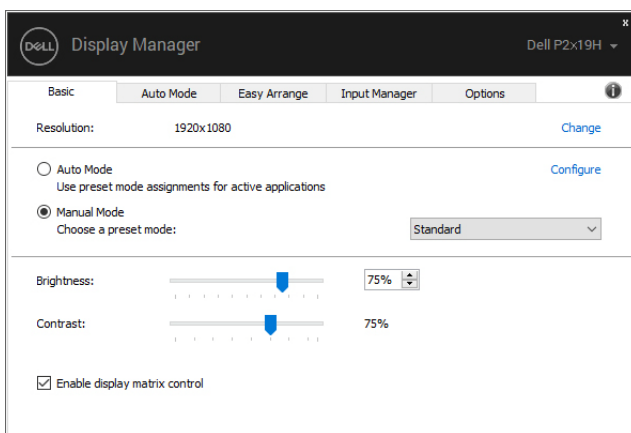 x
DELL Display Manager Dell P2x19H
Basic Auto Mode Easy Arrange Input Manager Options i
Resolution: 1920x1080 Change
Auto Mode Configure
Use preset mode assignments for active applications
Manual Mode
Choose a preset mode: Standard
Brightness: 75%
Contrast: 75%
Enable display matrix control